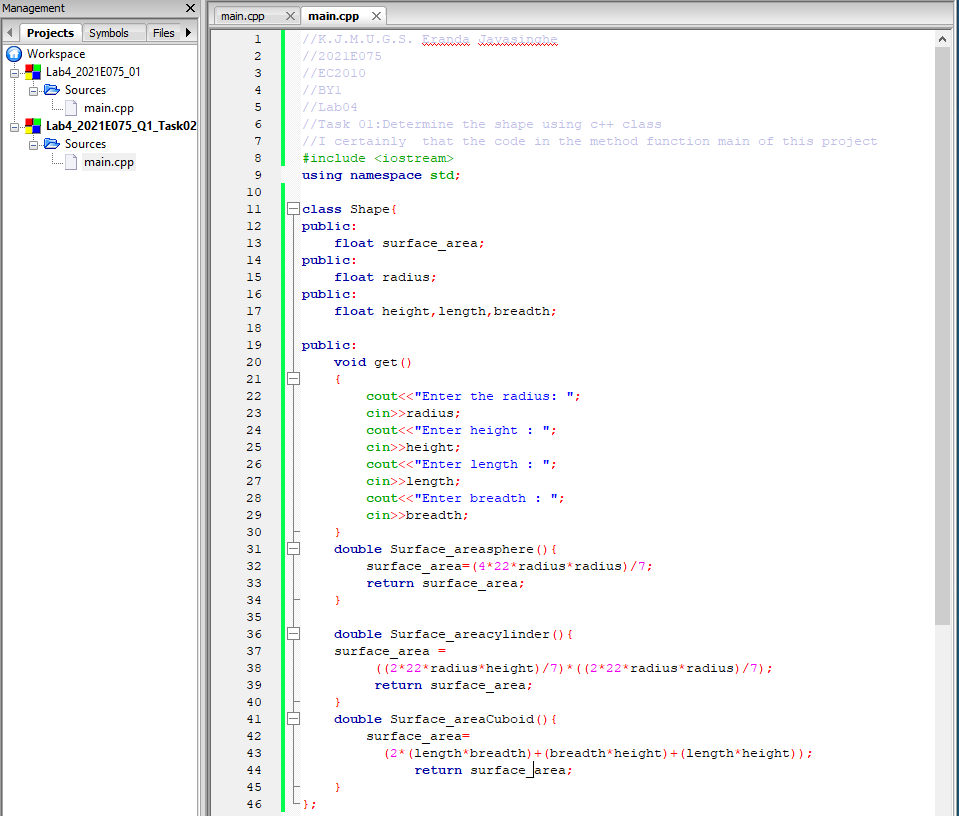 Management
main.cpp
main.cpp
Projects Symbols Files
Workspace
Lab4_2021E075_01
Sources
main.cpp
Lab4_2021E075_Q1_Task02
Sources
main.cpp
1 //K.J.M.U.G.S. Eranda Jayasinghe
2 //2021E075
3 //EC2010
4 //BY1
5 //Lab04
6 //Task 01:Determine the shape using c++ class
7 //I certainly  that the code in the method function main of this project
8 #include <iostream>
9 using namespace std;
10
11 class Shape{
12 public:
13     float surface_area;
14 public:
15     float radius;
16 public:
17     float height,length,breadth;
18
19 public:
20     void get()
21     {
22         cout<<"Enter the radius: ";
23         cin>>radius;
24         cout<<"Enter height : ";
25         cin>>height;
26         cout<<"Enter length : ";
27         cin>>length;
28         cout<<"Enter breadth : ";
29         cin>>breadth;
30     }
31     double Surface_areasphere(){
32         surface_area=(4*22*radius*radius)/7;
33         return surface_area;
34     }
35
36     double Surface_areacylinder(){
37     surface_area =
38          ((2*22*radius*height)/7)*((2*22*radius*radius)/7);
39          return surface_area;
40     }
41     double Surface_areaCuboid(){
42         surface_area=
43           (2*(length*breadth)+(breadth*height)+(length*height));
44               return surface_area;
45     }
46 };